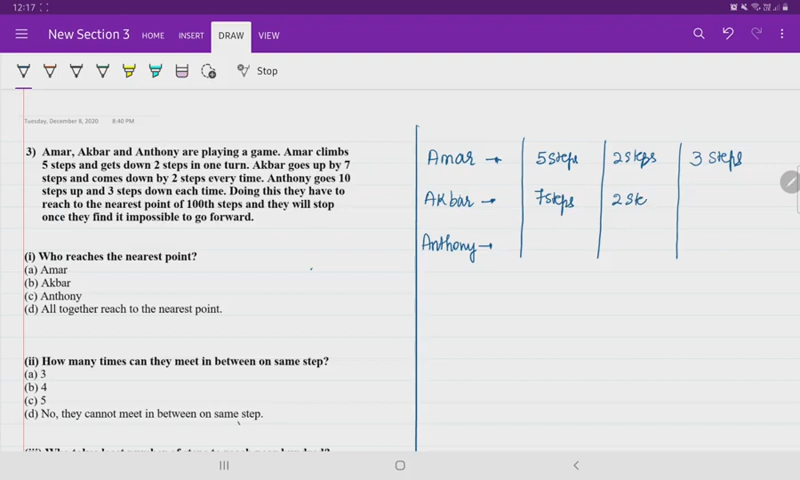 12:17
New Section 3 HOME INSERT DRAW VIEW
Stop
Tuesday, December 8, 2020 8:40 PM
3) Amar, Akbar and Anthony are playing a game. Amar climbs
5 steps and gets down 2 steps in one turn. Akbar goes up by 7
steps and comes down by 2 steps every time. Anthony goes 10
steps up and 3 steps down each time. Doing this they have to
reach to the nearest point of 100th steps and they will stop
once they find it impossible to go forward.
(i) Who reaches the nearest point?
(a) Amar
(b) Akbar
(c) Anthony
(d) All together reach to the nearest point.
(ii) How many times can they meet in between on same step?
(a) 3
(b) 4
(c) 5
(d) No, they cannot meet in between on same step.
Amar → 5 steps 2 steps 3 steps
Akbar → 7 steps 2 ste
Anthony →